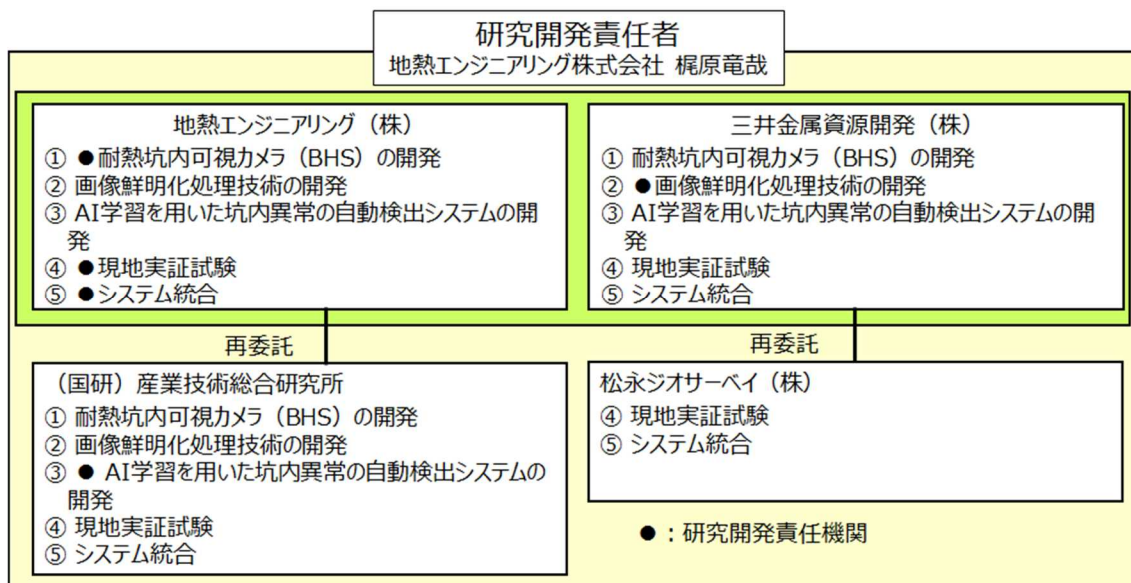 研究開発責任者
地熱エンジニアリング株式会社 梶原竜哉
地熱エンジニアリング（株）
① ●耐熱坑内可視カメラ（BHS）の開発
② 画像鮮明化処理技術の開発
③ AI学習を用いた坑内異常の自動検出システムの開
発
④ ●現地実証試験
⑤ ●システム統合
三井金属資源開発（株）
① 耐熱坑内可視カメラ（BHS）の開発
② ●画像鮮明化処理技術の開発
③ AI学習を用いた坑内異常の自動検出システムの開
発
④ 現地実証試験
⑤ システム統合
再委託
再委託
（国研）産業技術総合研究所
① 耐熱坑内可視カメラ（BHS）の開発
② 画像鮮明化処理技術の開発
③ ● AI学習を用いた坑内異常の自動検出システムの
開発
④ 現地実証試験
⑤ システム統合
松永ジオサーベイ（株）
④ 現地実証試験
⑤ システム統合
●：研究開発責任機関